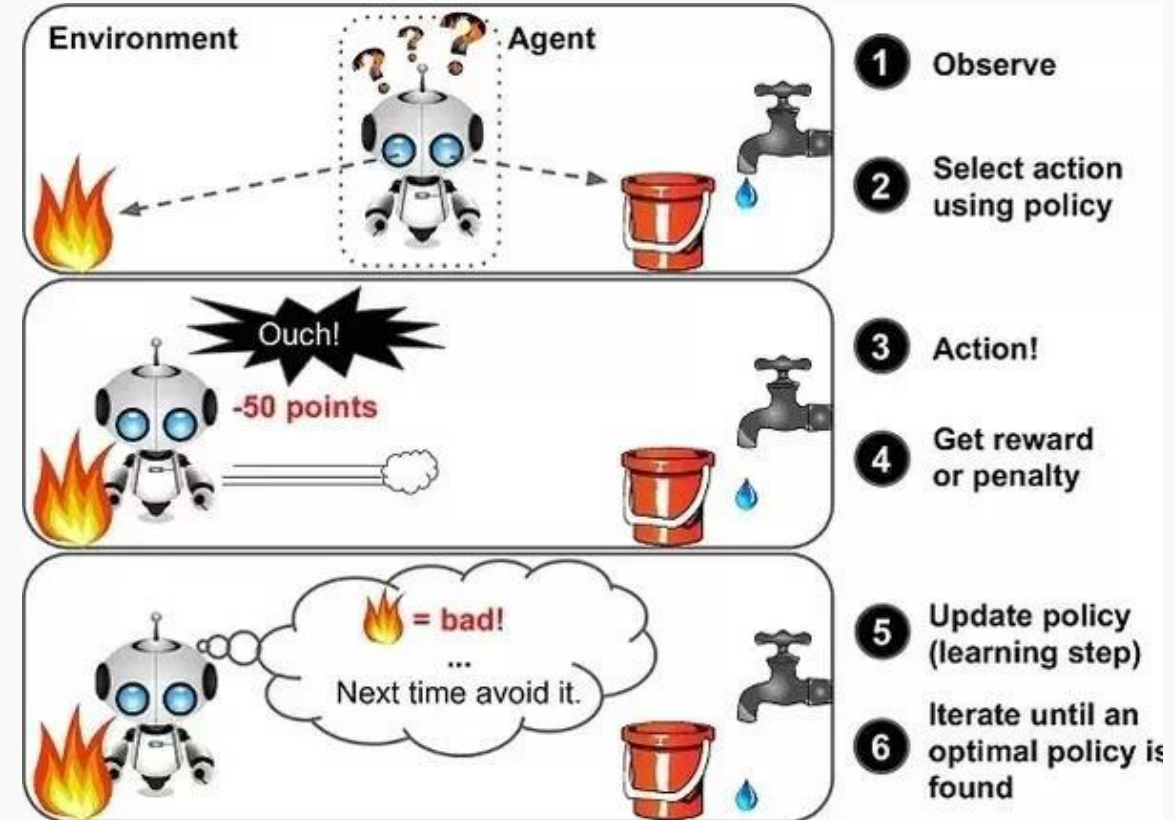 Environment
Agent
? ? ?
1 Observe
2 Select action
using policy
Ouch!
-50 points
3 Action!
4 Get reward
or penalty
= bad!
...
Next time avoid it.
5 Update policy
(learning step)
6 Iterate until an
optimal policy is
found